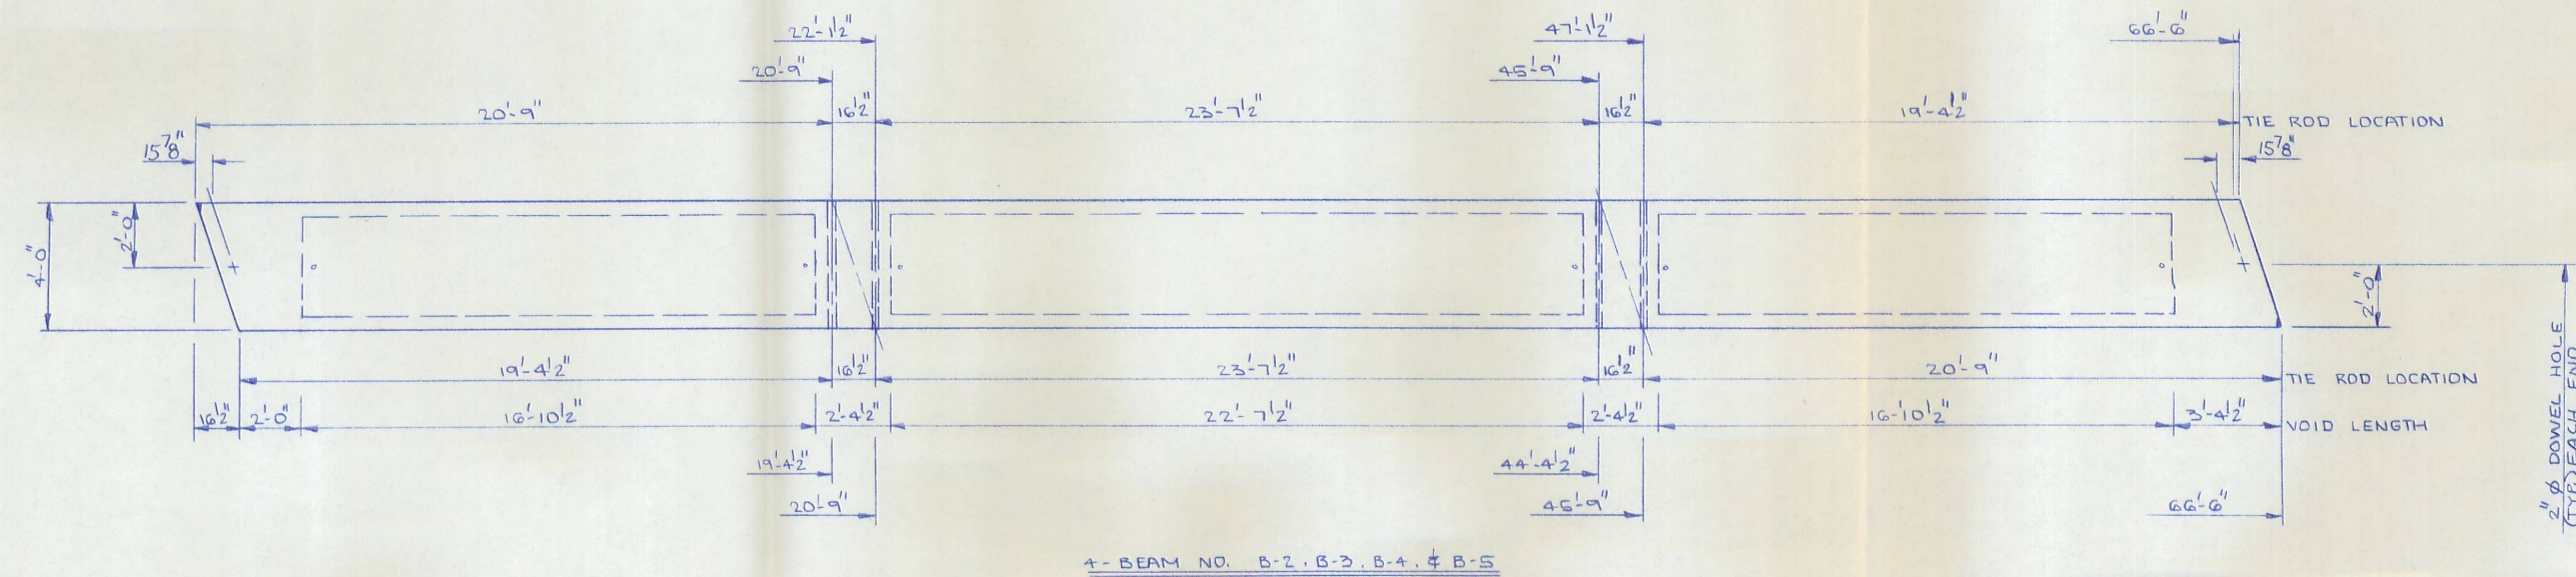 22'-1½" 47'-1½" 66'-6"
20'-9" 45'-9"
20'-9" 16½" 23'-7½" 16½" 19'-4½" TIE ROD LOCATION
15⅞" 15⅞"
4'-0" 2'-0" 2'-0"
19'-4½" 16½" 23'-7½" 16½" 20'-9" TIE ROD LOCATION
16½" 2'-0" 16'-10½" 2'-4½" 22'-7½" 2'-4½" 16'-10½" 3'-4½" VOID LENGTH
19'-4½" 44'-4½"
20'-9" 45'-9" 66'-6"
2" Ø DOWEL HOLE
(TYP.) EACH END
4 - BEAM NO. B-2, B-3, B-4, & B-5